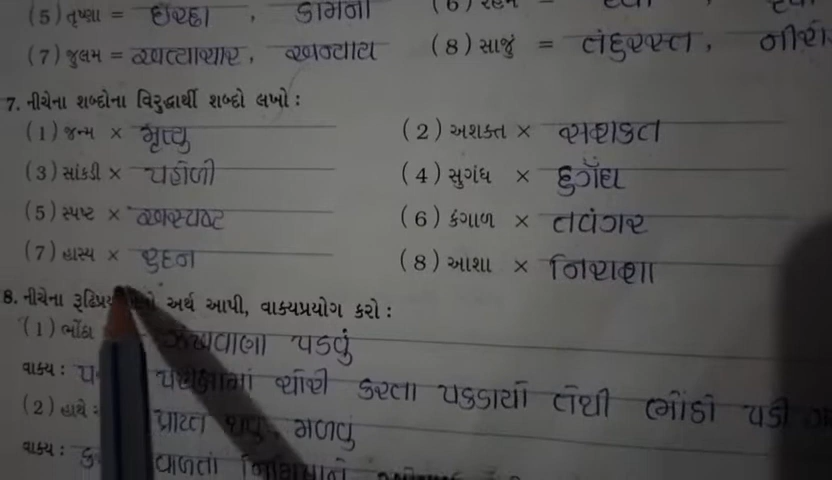 (5) તૃષ્ણા = ઇચ્છા , કામના
(7) જુલમ = અત્યાચાર, અન્યાય (8) સાજું = તંદુરસ્ત,
7. નીચેના શબ્દોના વિરુદ્ધાર્થી શબ્દો લખો :
(1) જન્મ × મૃત્યુ (2) અશક્ત × સશકત
(3) સાંકડી × પહોળી (4) સુગંધ × દુર્ગંધ
(5) સ્પષ્ટ × અસ્પષ્ટ (6) કંગાળ × તવંગર
(7) હાસ્ય × રુદન (8) આશા × નિરાશા
8. નીચેના અર્થ આપી, વાક્યપ્રયોગ કરો :
(1) ભોંઠા પડવું
વાક્ય : ચોરી કરતા પકડાયો તેથી ભોંઠો પડી
(2) હાથે પ્રાપ્ત થવું, મળવું
વાક્ય :